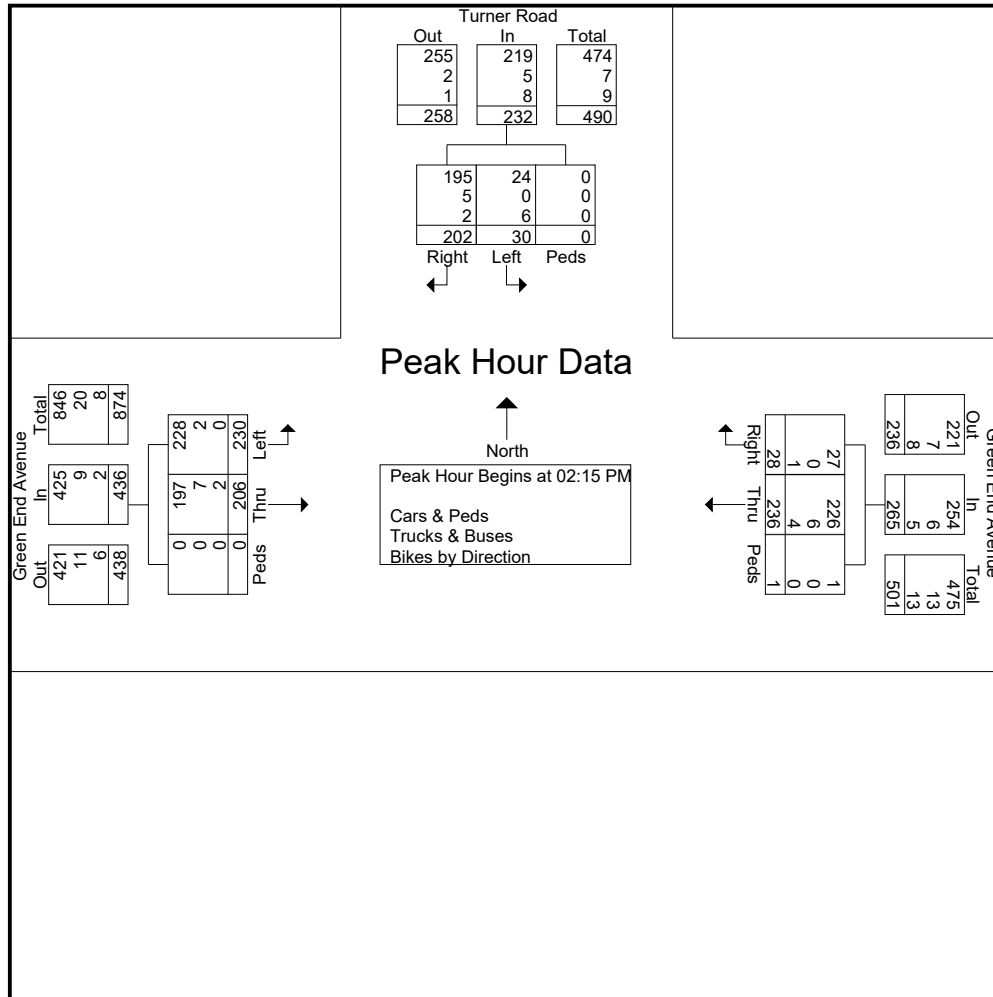 Turner Road
Out In Total
255 219 474
2 5 7
1 8 9
258 232 490
195 24 0
5 0 0
2 6 0
202 30 0
Right Left Peds
Peak Hour Data
North
Peak Hour Begins at 02:15 PM
Cars & Peds
Trucks & Buses
Bikes by Direction
Green End Avenue
Out In Total
421 425 846
11 9 20
6 2 8
438 436 874
228 197 0
2 7 0
0 2 0
230 206 0
Left Thru Peds
Green End Avenue
Out In Total
221 254 475
7 6 13
8 5 13
236 265 501
27 226 1
0 6 0
1 4 0
28 236 1
Right Thru Peds